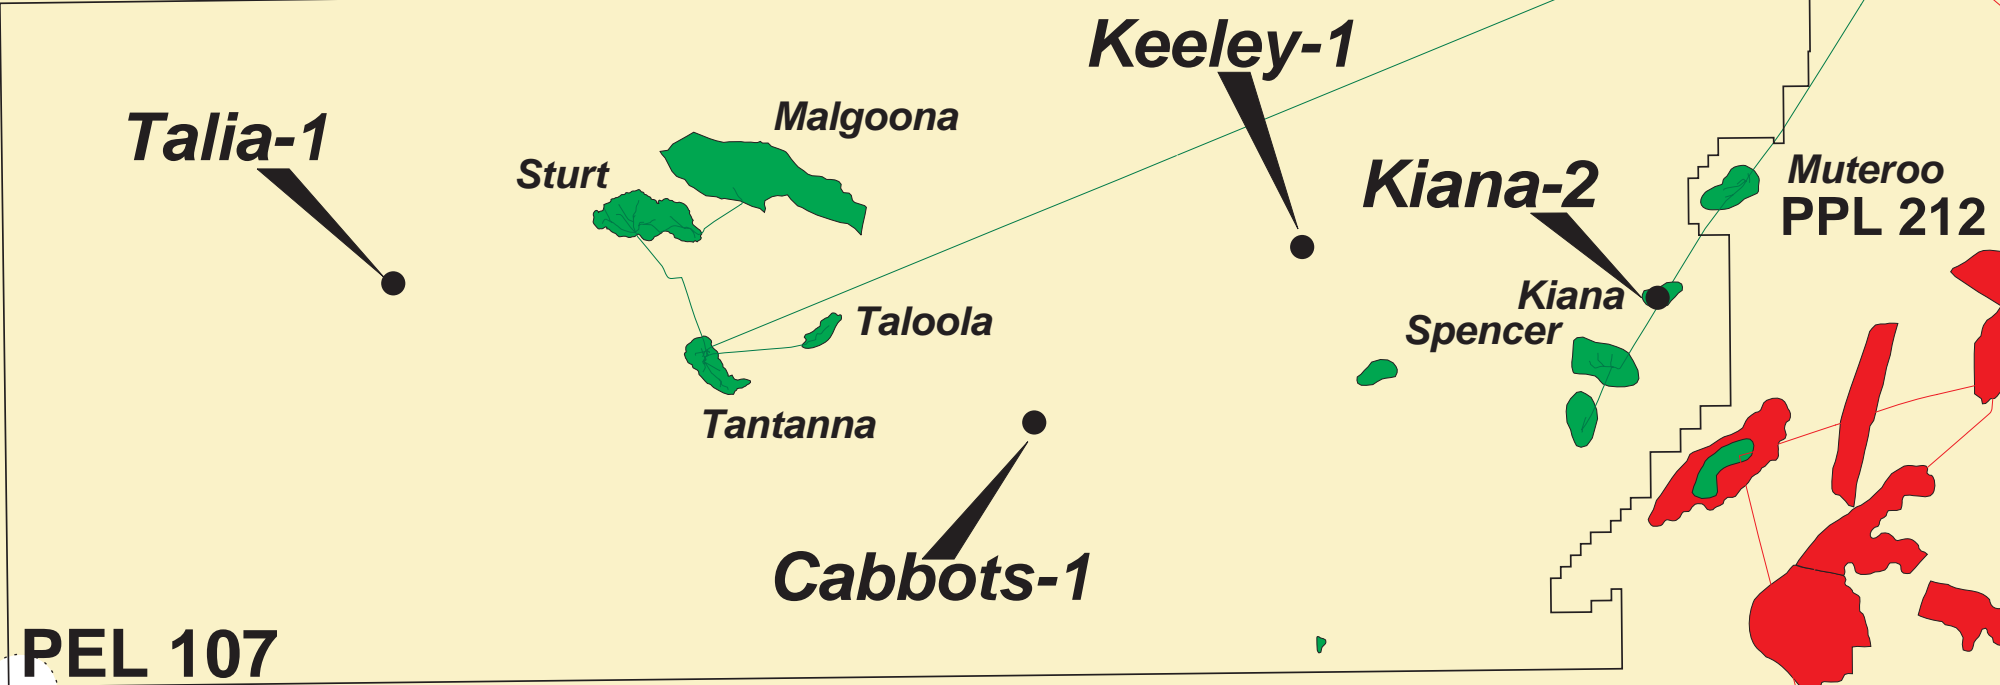 Keeley-1
Talia-1
Malgoona
Sturt
Kiana-2
Muteroo
PPL 212
Kiana
Spencer
Taloola
Tantanna
Cabbots-1
PEL 107